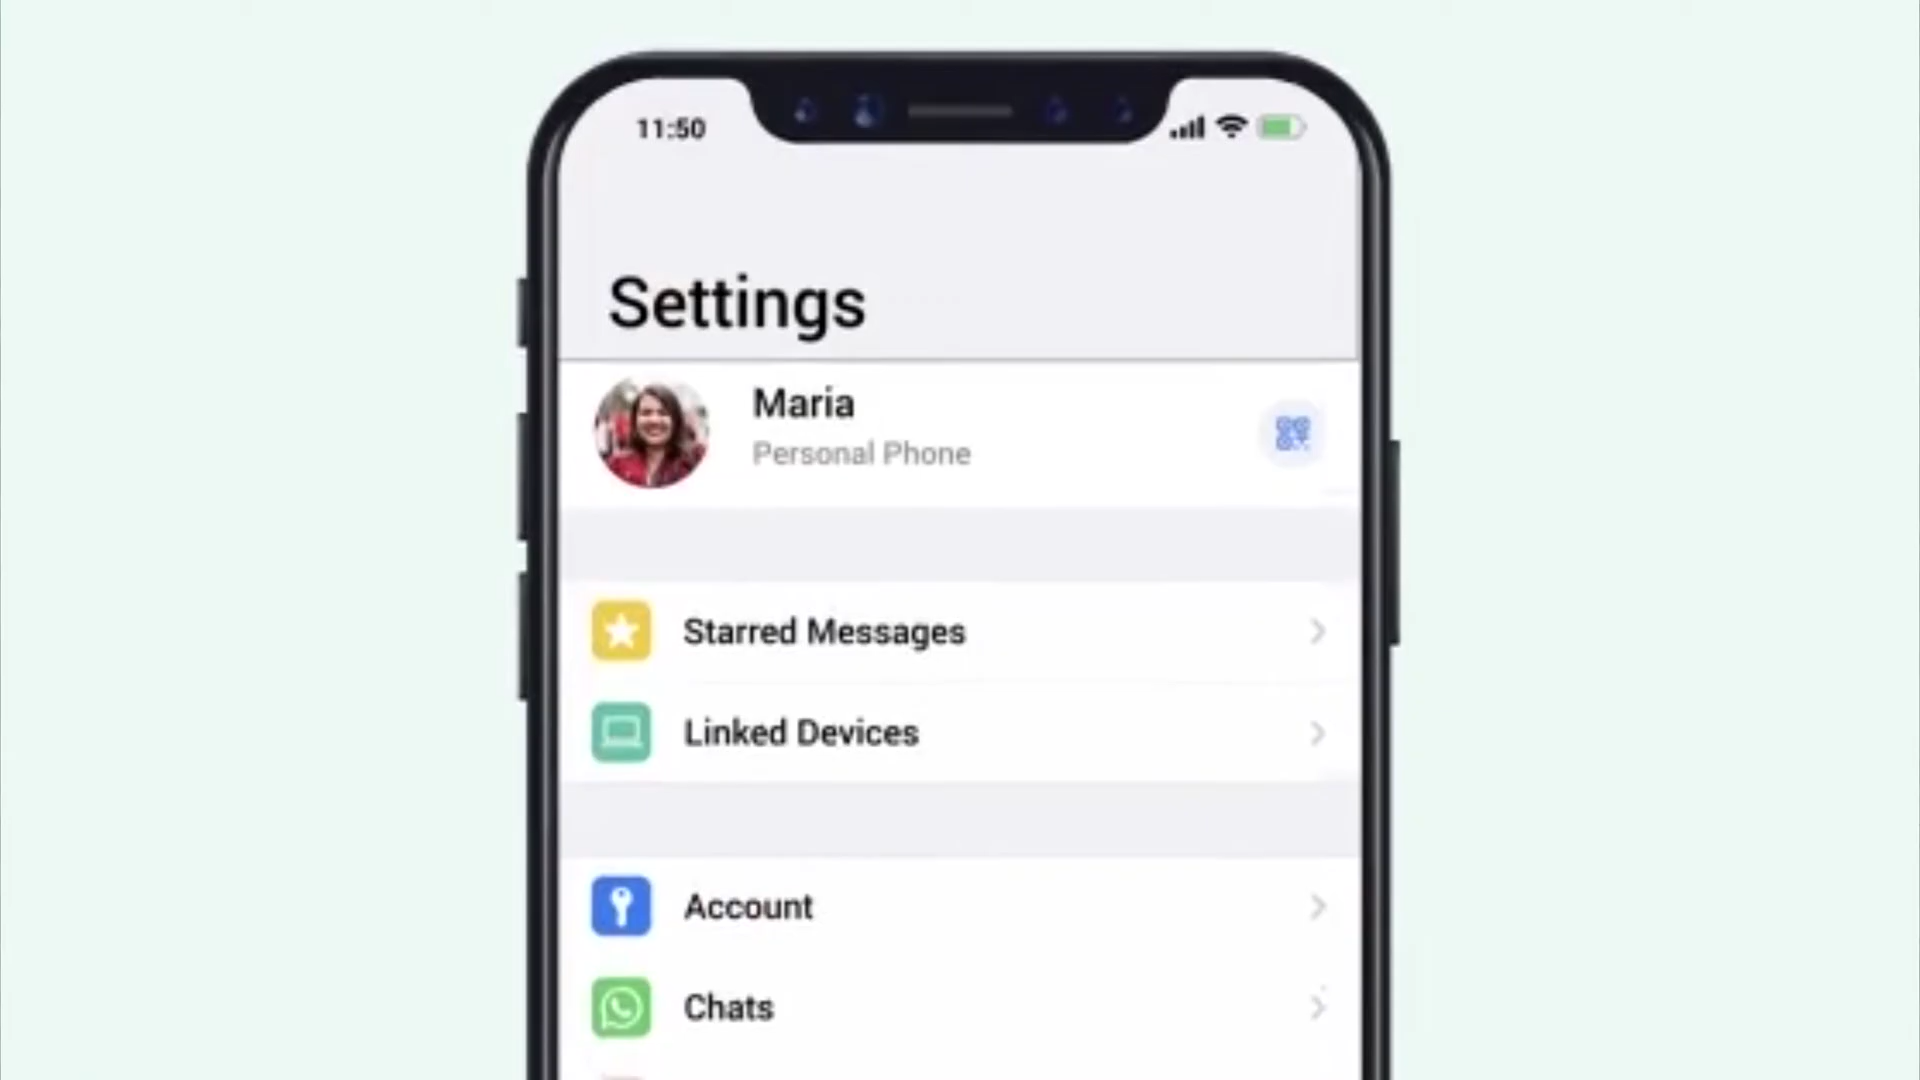 11:50
Settings
Maria
Personal Phone
Starred Messages
Linked Devices
Account
Chats